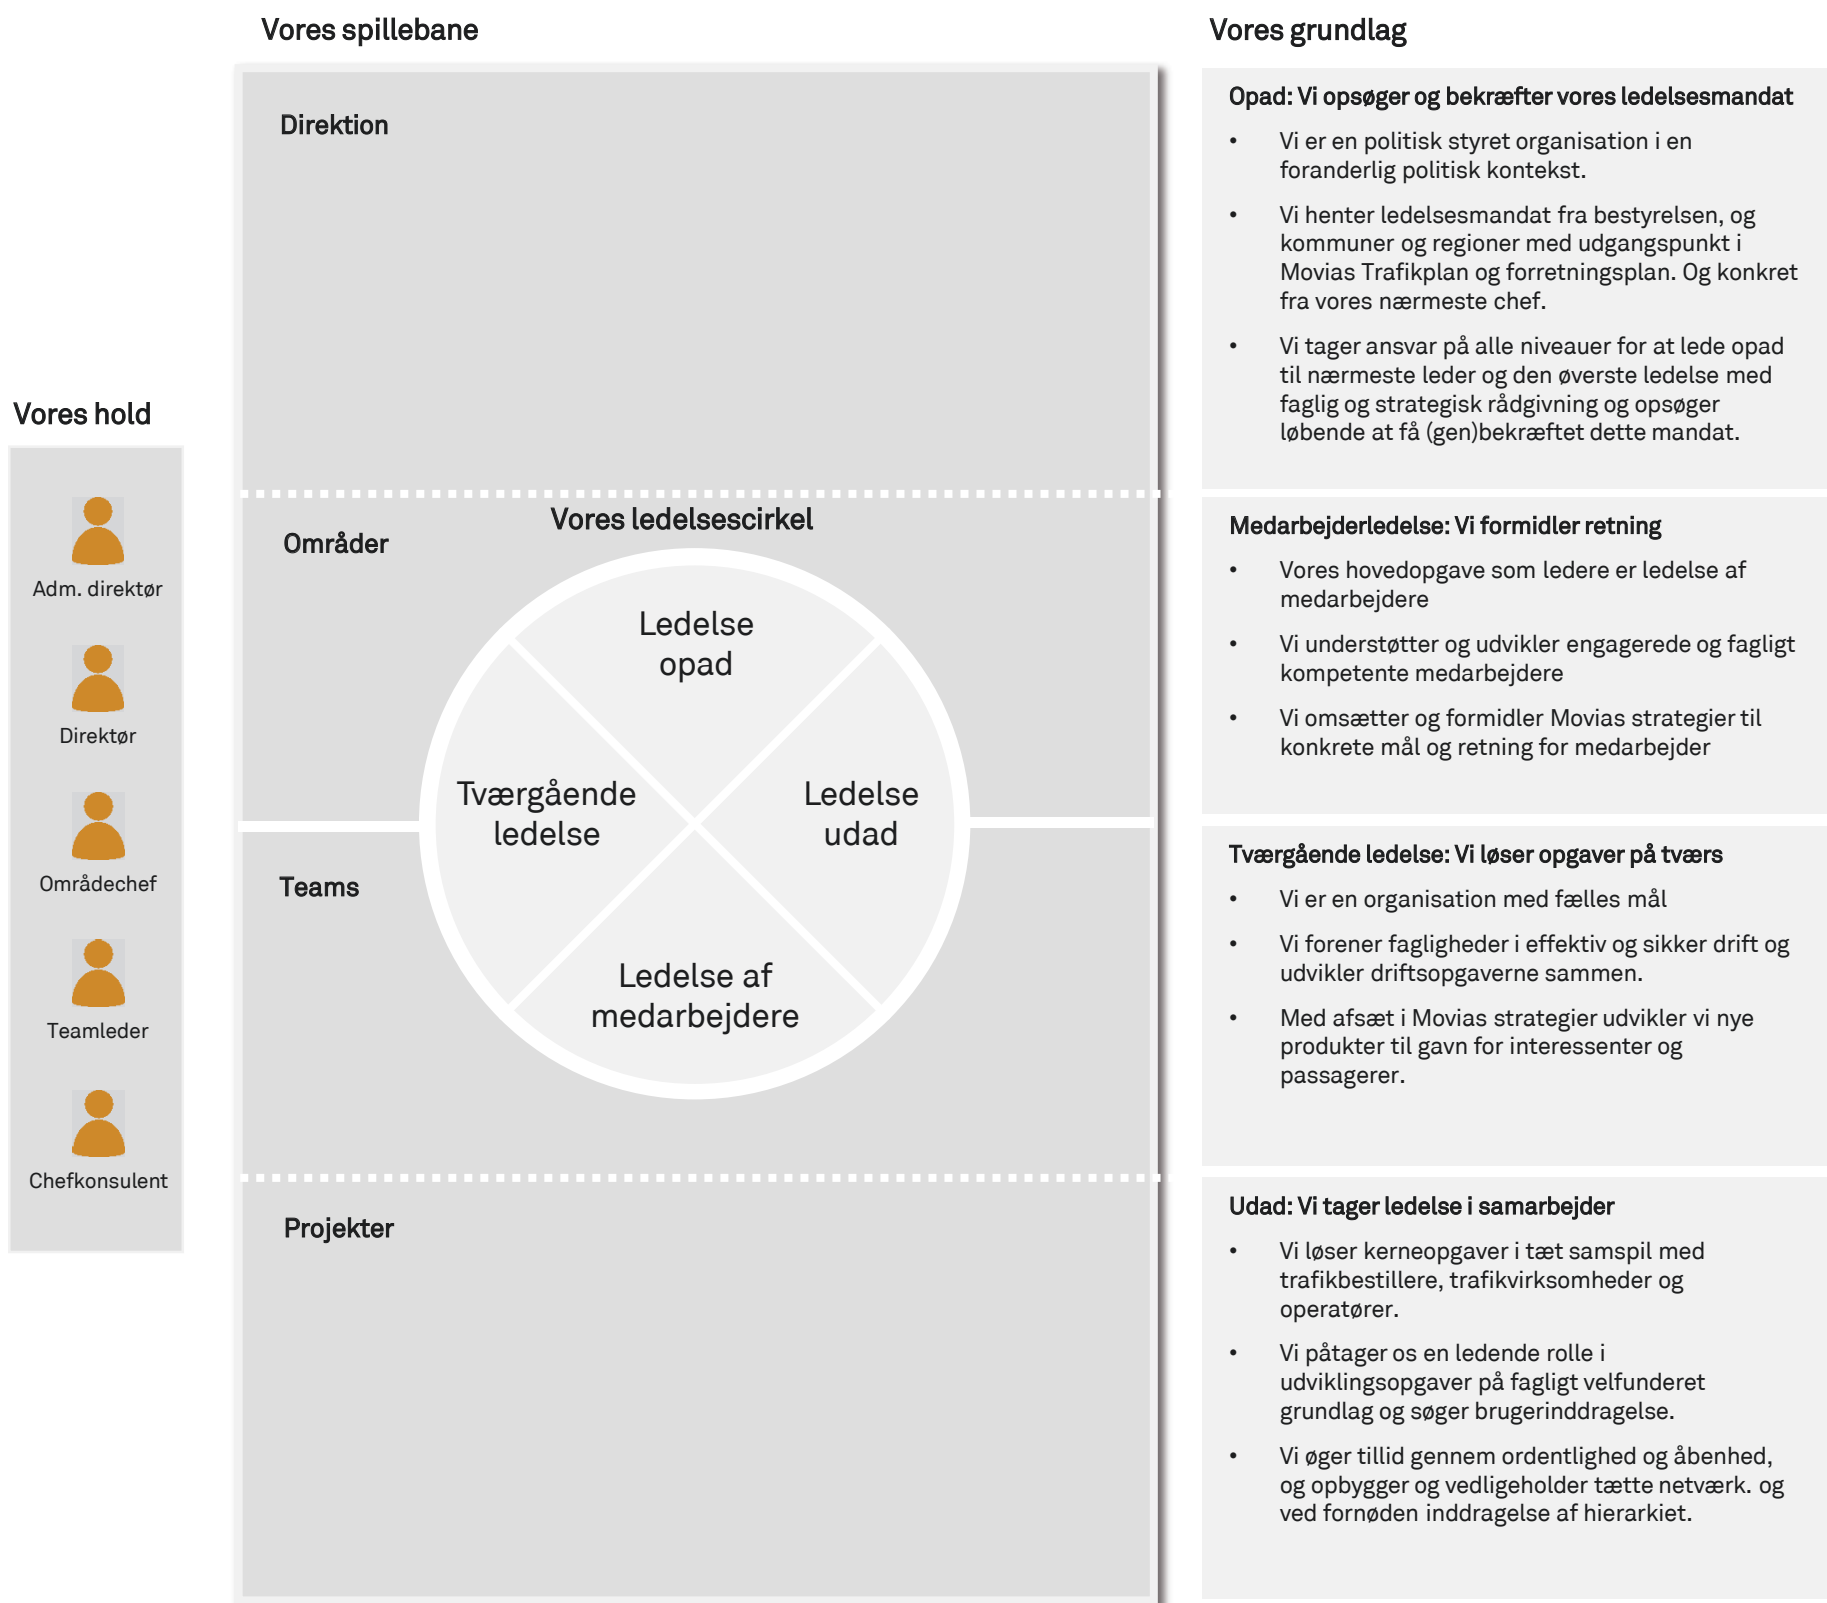 Vores spillebane
Vores grundlag
Vores hold
Adm. direktør
Direktør
Områdechef
Teamleder
Chefkonsulent
Direktion
Områder
Vores ledelsescirkel
Ledelse
opad
Tværgående
ledelse
Ledelse
udad
Ledelse af
medarbejdere
Teams
Projekter
Opad: Vi opsøger og bekræfter vores ledelsesmandat
• Vi er en politisk styret organisation i en
foranderlig politisk kontekst.
• Vi henter ledelsesmandat fra bestyrelsen, og
kommuner og regioner med udgangspunkt i
Movias Trafikplan og forretningsplan. Og konkret
fra vores nærmeste chef.
• Vi tager ansvar på alle niveauer for at lede opad
til nærmeste leder og den øverste ledelse med
faglig og strategisk rådgivning og opsøger
løbende at få (gen)bekræftet dette mandat.
Medarbejderledelse: Vi formidler retning
• Vores hovedopgave som ledere er ledelse af
medarbejdere
• Vi understøtter og udvikler engagerede og fagligt
kompetente medarbejdere
• Vi omsætter og formidler Movias strategier til
konkrete mål og retning for medarbejder
Tværgående ledelse: Vi løser opgaver på tværs
• Vi er en organisation med fælles mål
• Vi forener fagligheder i effektiv og sikker drift og
udvikler driftsopgaverne sammen.
• Med afsæt i Movias strategier udvikler vi nye
produkter til gavn for interessenter og
passagerer.
Udad: Vi tager ledelse i samarbejder
• Vi løser kerneopgaver i tæt samspil med
trafikbestillere, trafikvirksomheder og
operatører.
• Vi påtager os en ledende rolle i
udviklingsopgaver på fagligt velfunderet
grundlag og søger brugerinddragelse.
• Vi øger tillid gennem ordentlighed og åbenhed,
og opbygger og vedligeholder tætte netværk. og
ved fornøden inddragelse af hierarkiet.